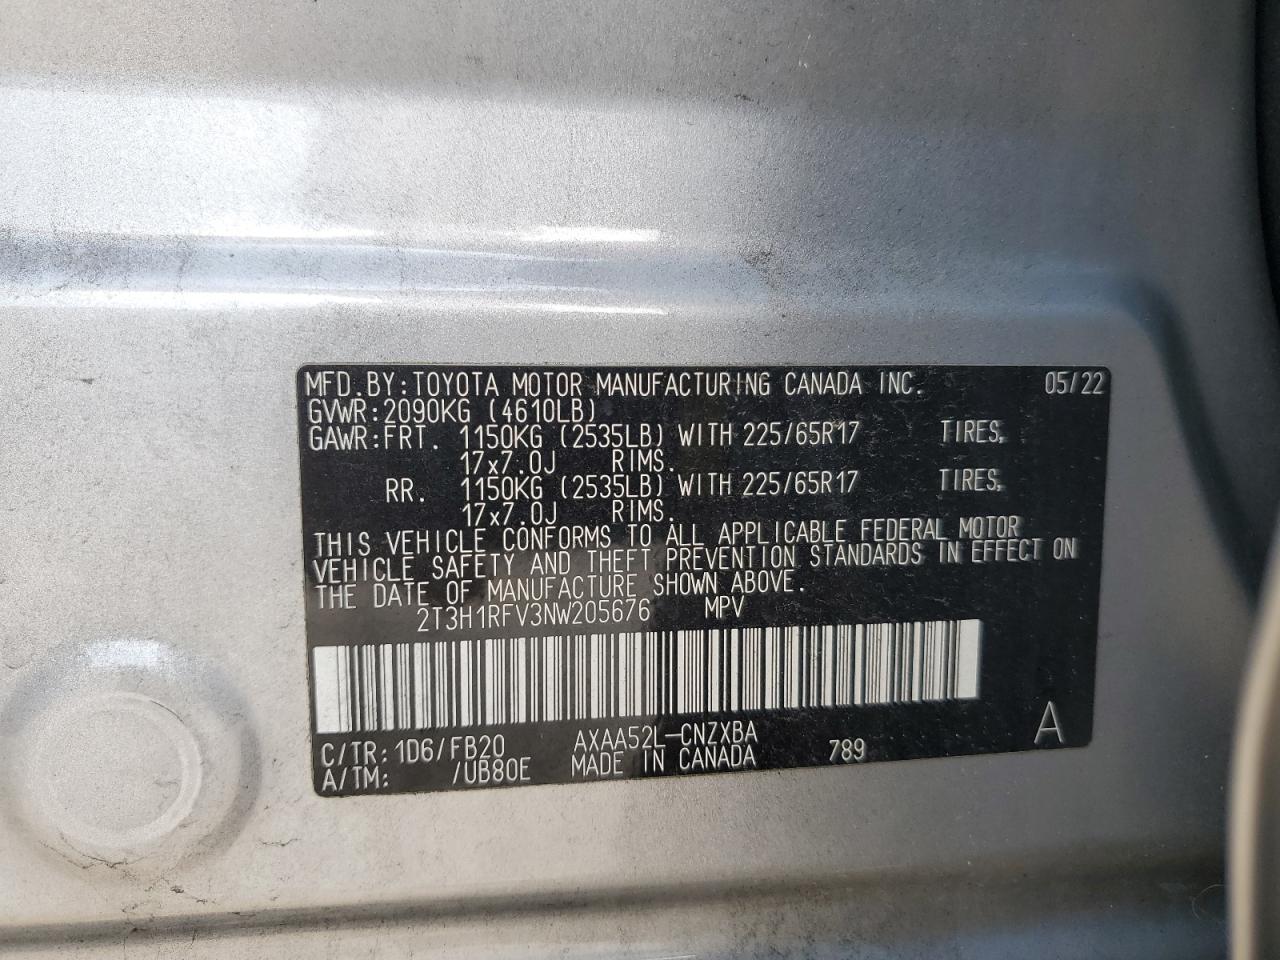 MFD.BY:TOYOTA MOTOR MANUFACTURING CANADA INC. 05/22
GVWR:2090KG (4610LB)
GAWR:FRT. 1150KG (2535LB) WITH 225/65R17 TIRES,
17x7.0J RIMS.
RR. 1150KG (2535LB) WITH 225/65R17 TIRES,
17x7.0J RIMS.
THIS VEHICLE CONFORMS TO ALL APPLICABLE FEDERAL MOTOR
VEHICLE SAFETY AND THEFT PREVENTION STANDARDS IN EFFECT ON
THE DATE OF MANUFACTURE SHOWN ABOVE.
2T3H1RFV3NW205676 MPV
C/TR: 1D6/FB20 AXAA52L-CNZXBA 789 A
A/TM: /UB80E MADE IN CANADA